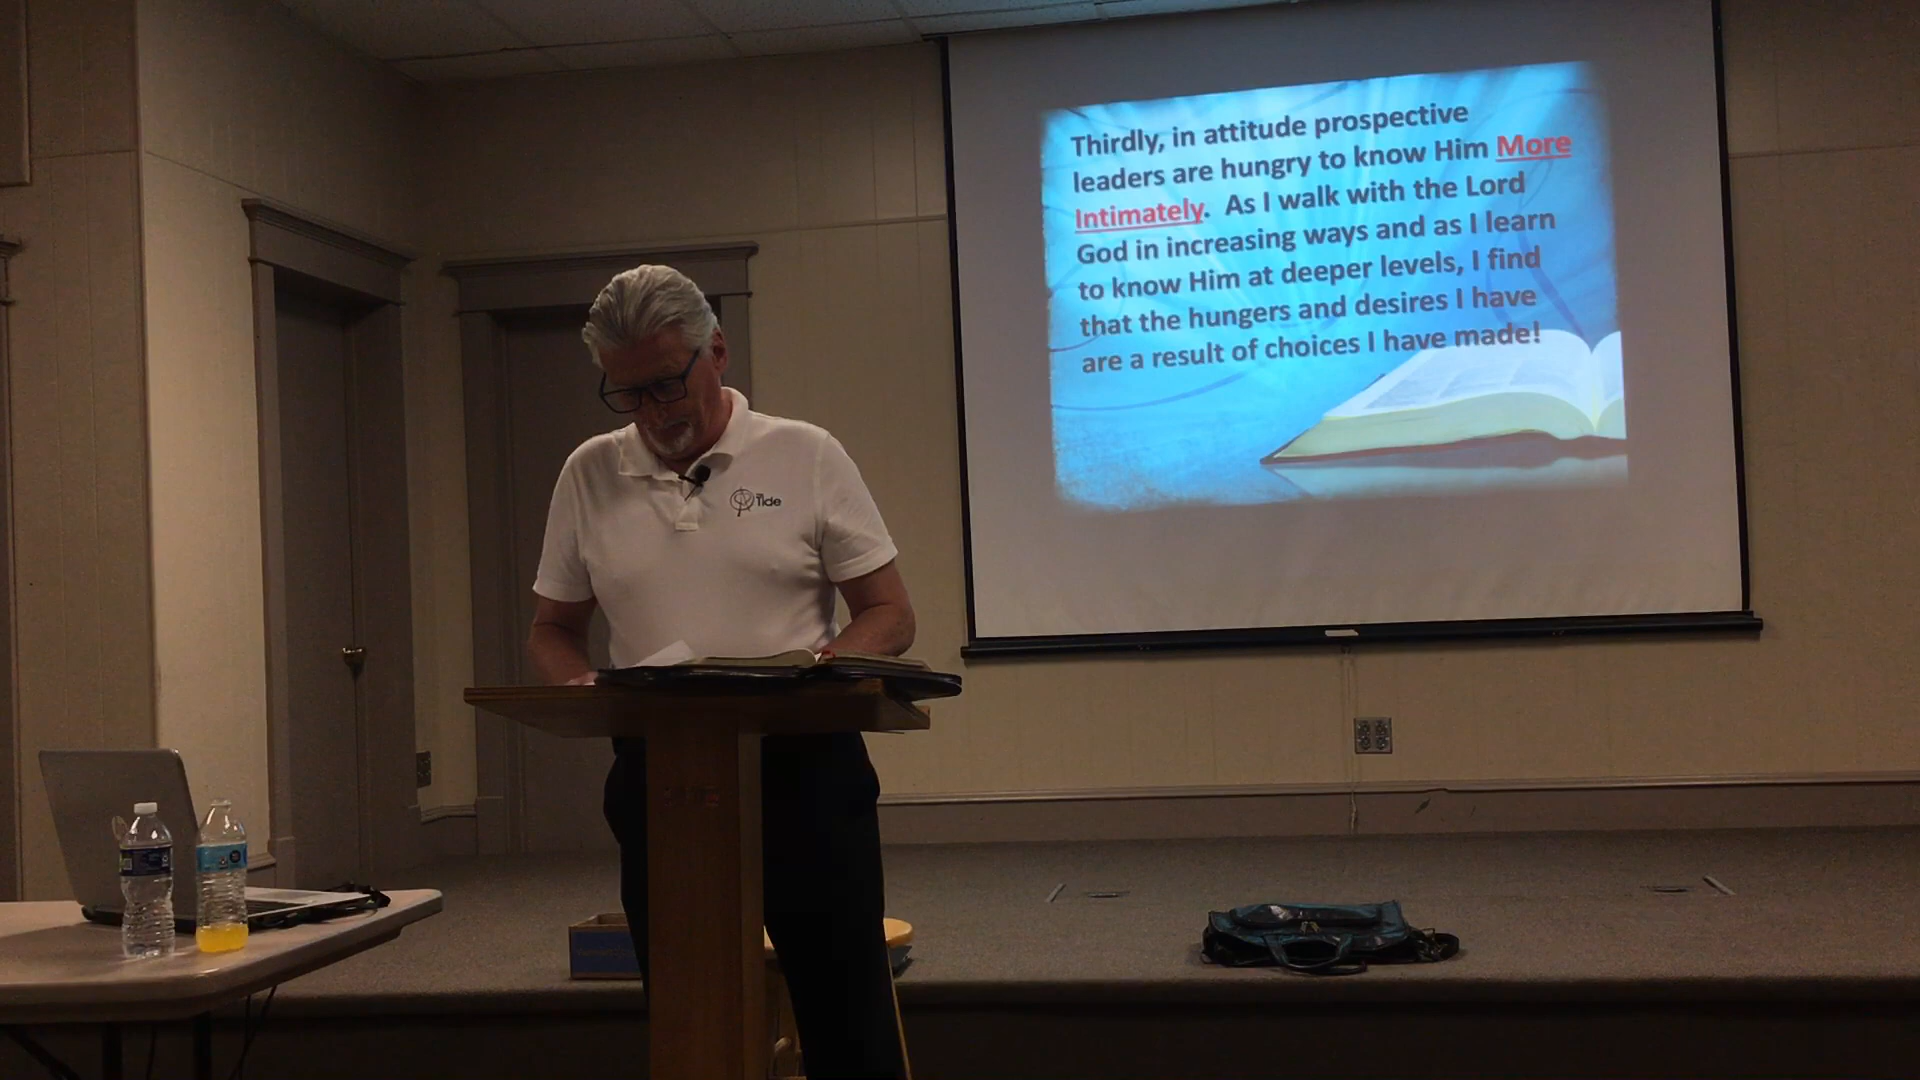 Thirdly, in attitude prospective
leaders are hungry to know Him More
Intimately. As I walk with the Lord
God in increasing ways and as I learn
to know Him at deeper levels, I find
that the hungers and desires I have
are a result of choices I have made!
Tide